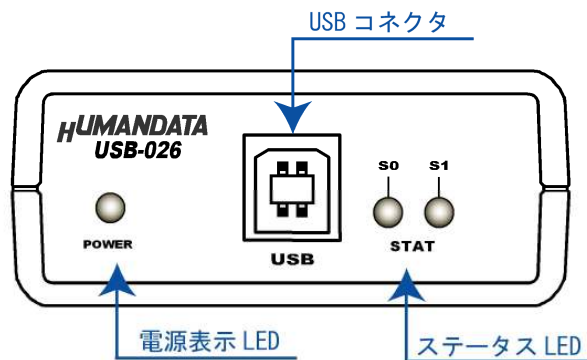 USB コネクタ
HUMANDATA
USB-026
S0 S1
POWER
USB
STAT
電源表示 LED
ステータス LED